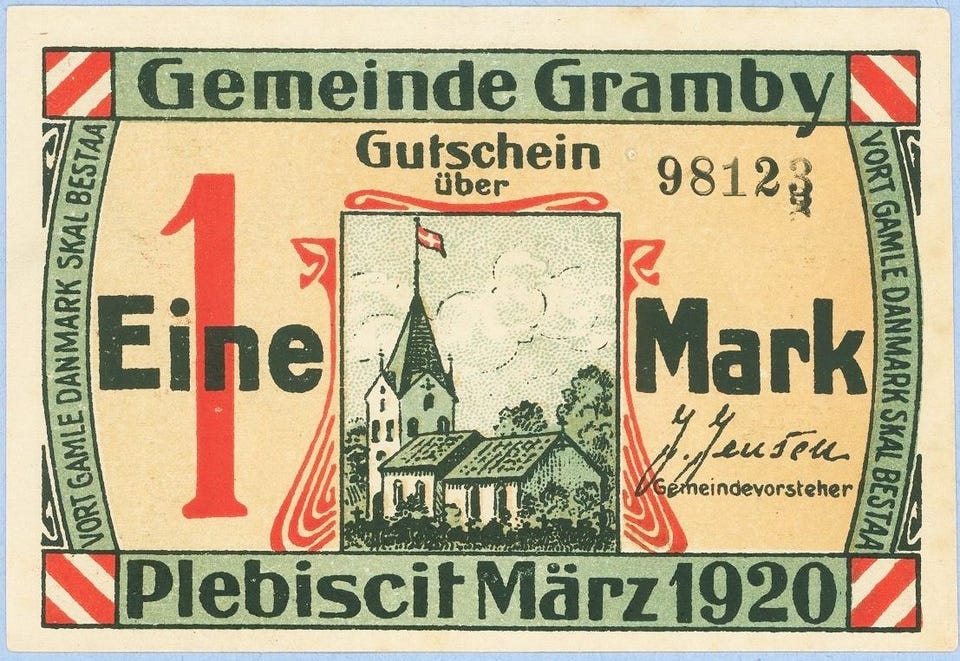 Gemeinde Gramby
Gutschein
über
98123
1
Eine Mark
J. Jensen
Gemeindevorsteher
VORT GAMLE DANMARK SKAL BESTAA
VORT GAMLE DANMARK SKAL BESTAA
Plebiscit März 1920